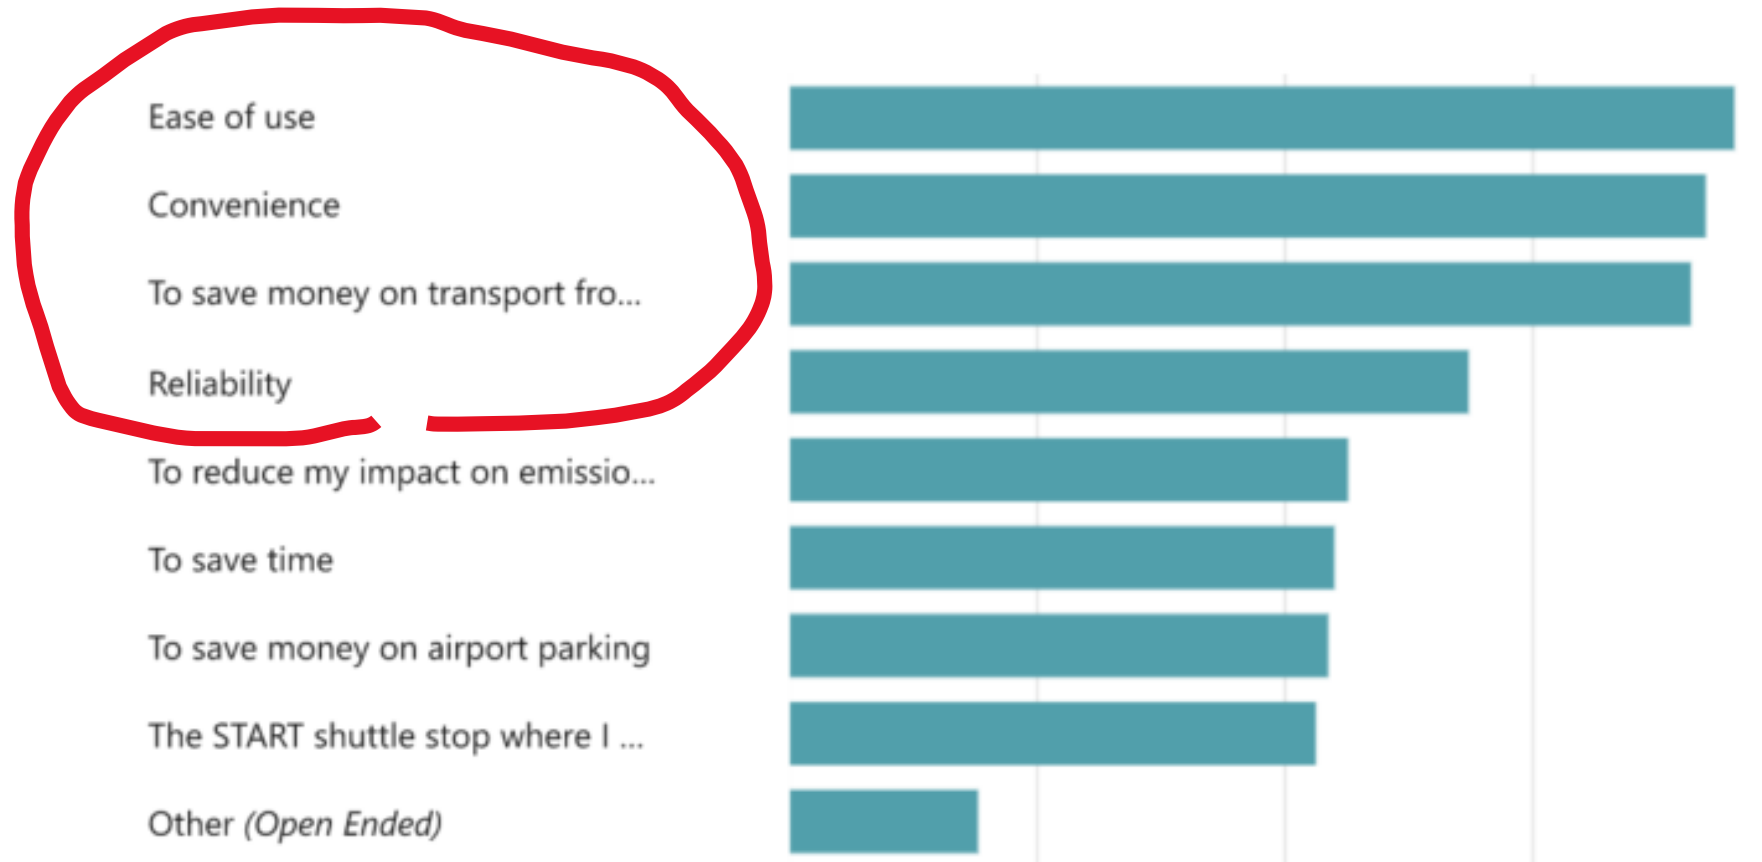 Ease of use
Convenience
To save money on transport fro...
Reliability
To reduce my impact on emissio...
To save time
To save money on airport parking
The START shuttle stop where I ...
Other (Open Ended)